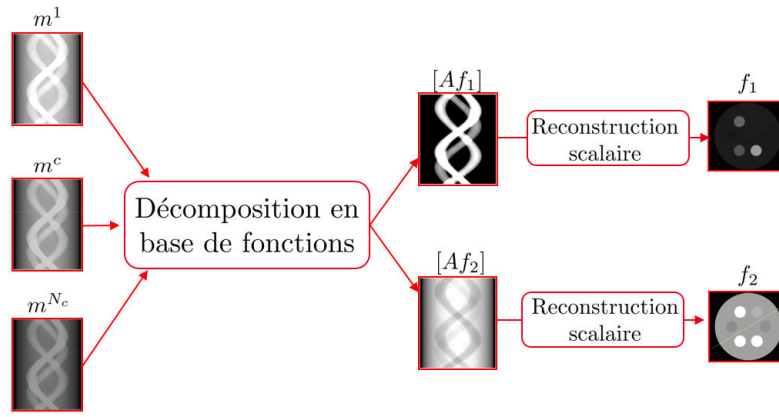 m^1
m^c
m^{N_c}
Décomposition en
base de fonctions
[Af_1]
Reconstruction
scalaire
f_1
[Af_2]
Reconstruction
scalaire
f_2